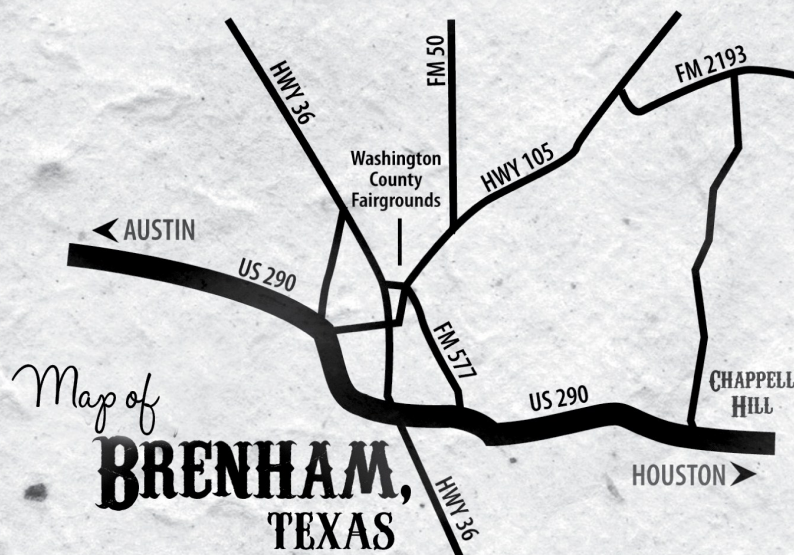 HWY 36
FM 50
FM 2193
Washington
County
Fairgrounds
HWY 105
AUSTIN
US 290
FM 577
Map of
BRENHAM,
TEXAS
US 290
CHAPPELL
HILL
HOUSTON
HWY 36